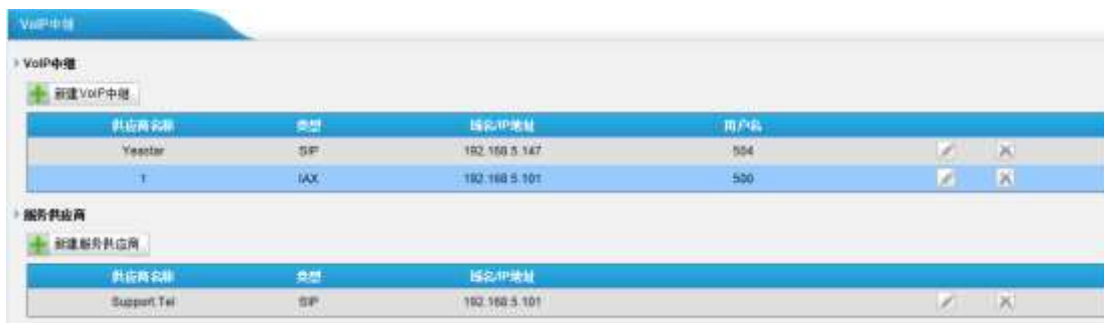 VoIP中继
VoIP中继
新建VoIP中继
供应商名称 类型 域名/IP地址 用户名
Yeastar SIP 192.168.5.147 504
1 IAX 192.168.5.101 500
服务供应商
新建服务供应商
供应商名称 类型 域名/IP地址
Support Tel SIP 192.168.5.101